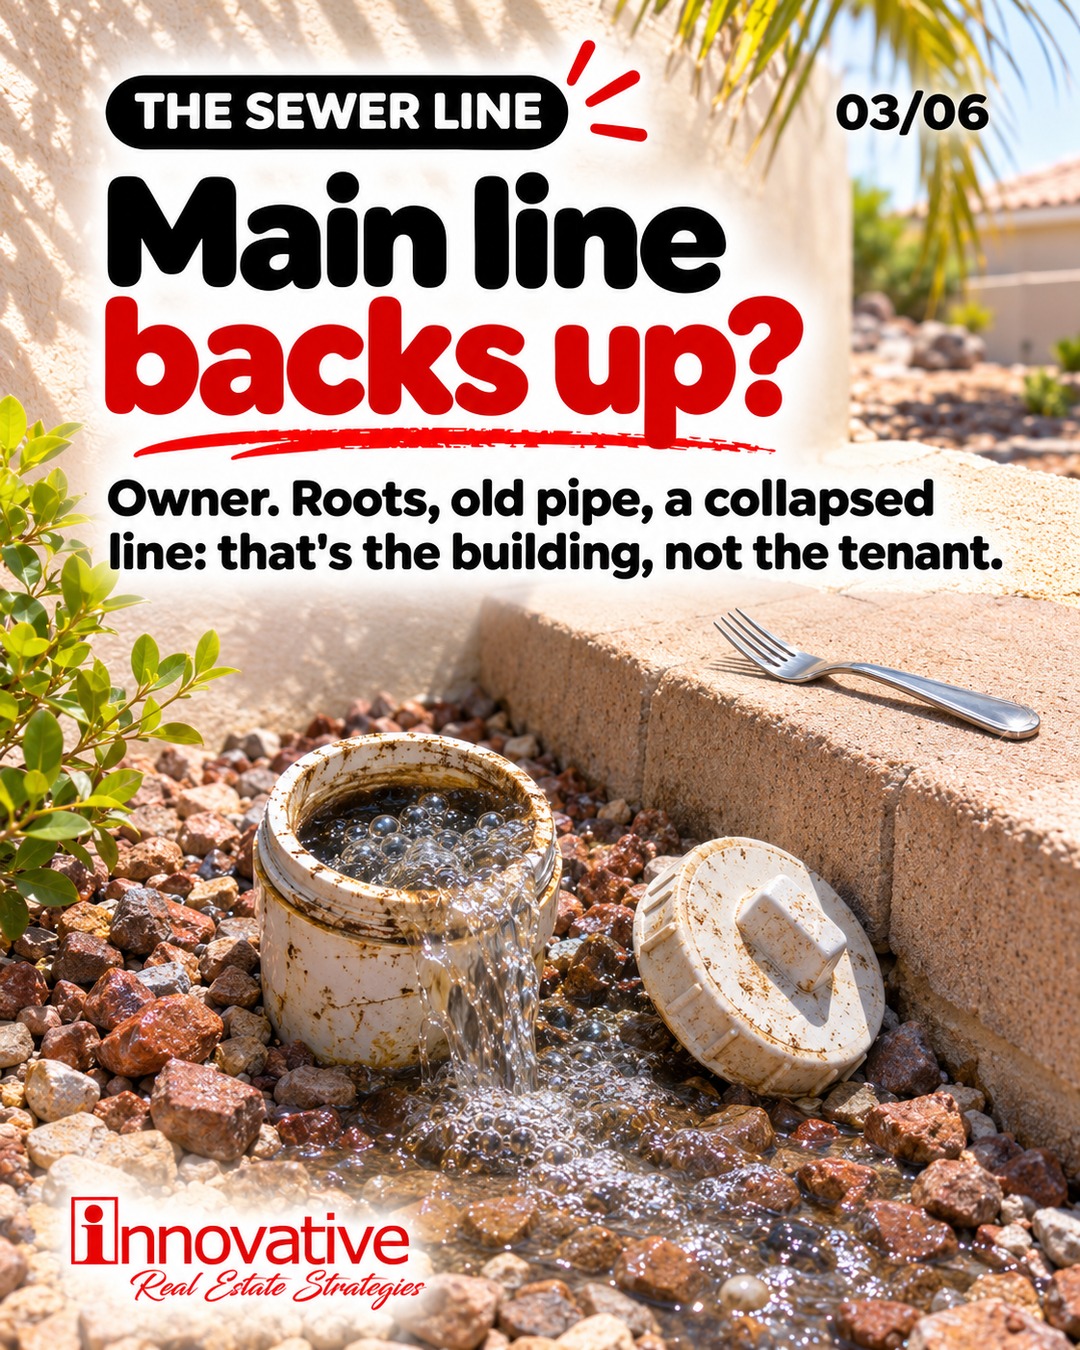 THE SEWER LINE
03/06
Main line
backs up?
Owner. Roots, old pipe, a collapsed
line: that's the building, not the tenant.
innovative
Real Estate Strategies